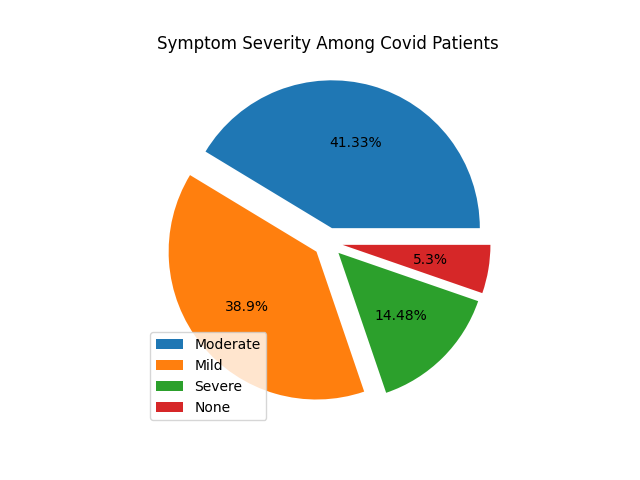 Symptom Severity Among Covid Patients
41.33%
5.3%
38.9%
14.48%
Moderate
Mild
Severe
None